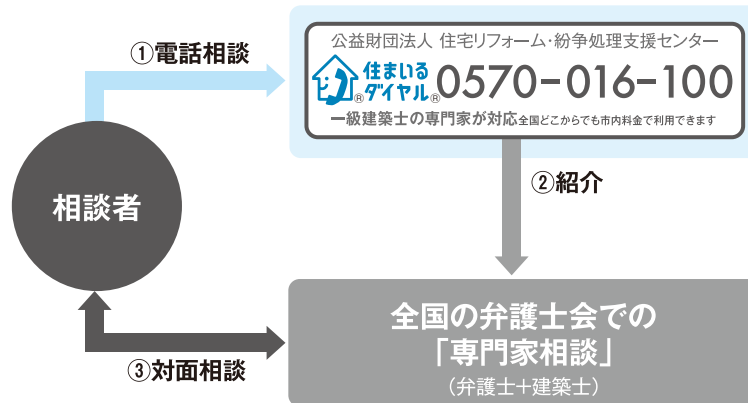 ①電話相談
公益財団法人 住宅リフォーム・紛争処理支援センター
住まいる
ダイヤル
®
®
0570-016-100
一級建築士の専門家が対応 全国どこからでも市内料金で利用できます
相談者
②紹介
全国の弁護士会での
「専門家相談」
（弁護士＋建築士）
③対面相談